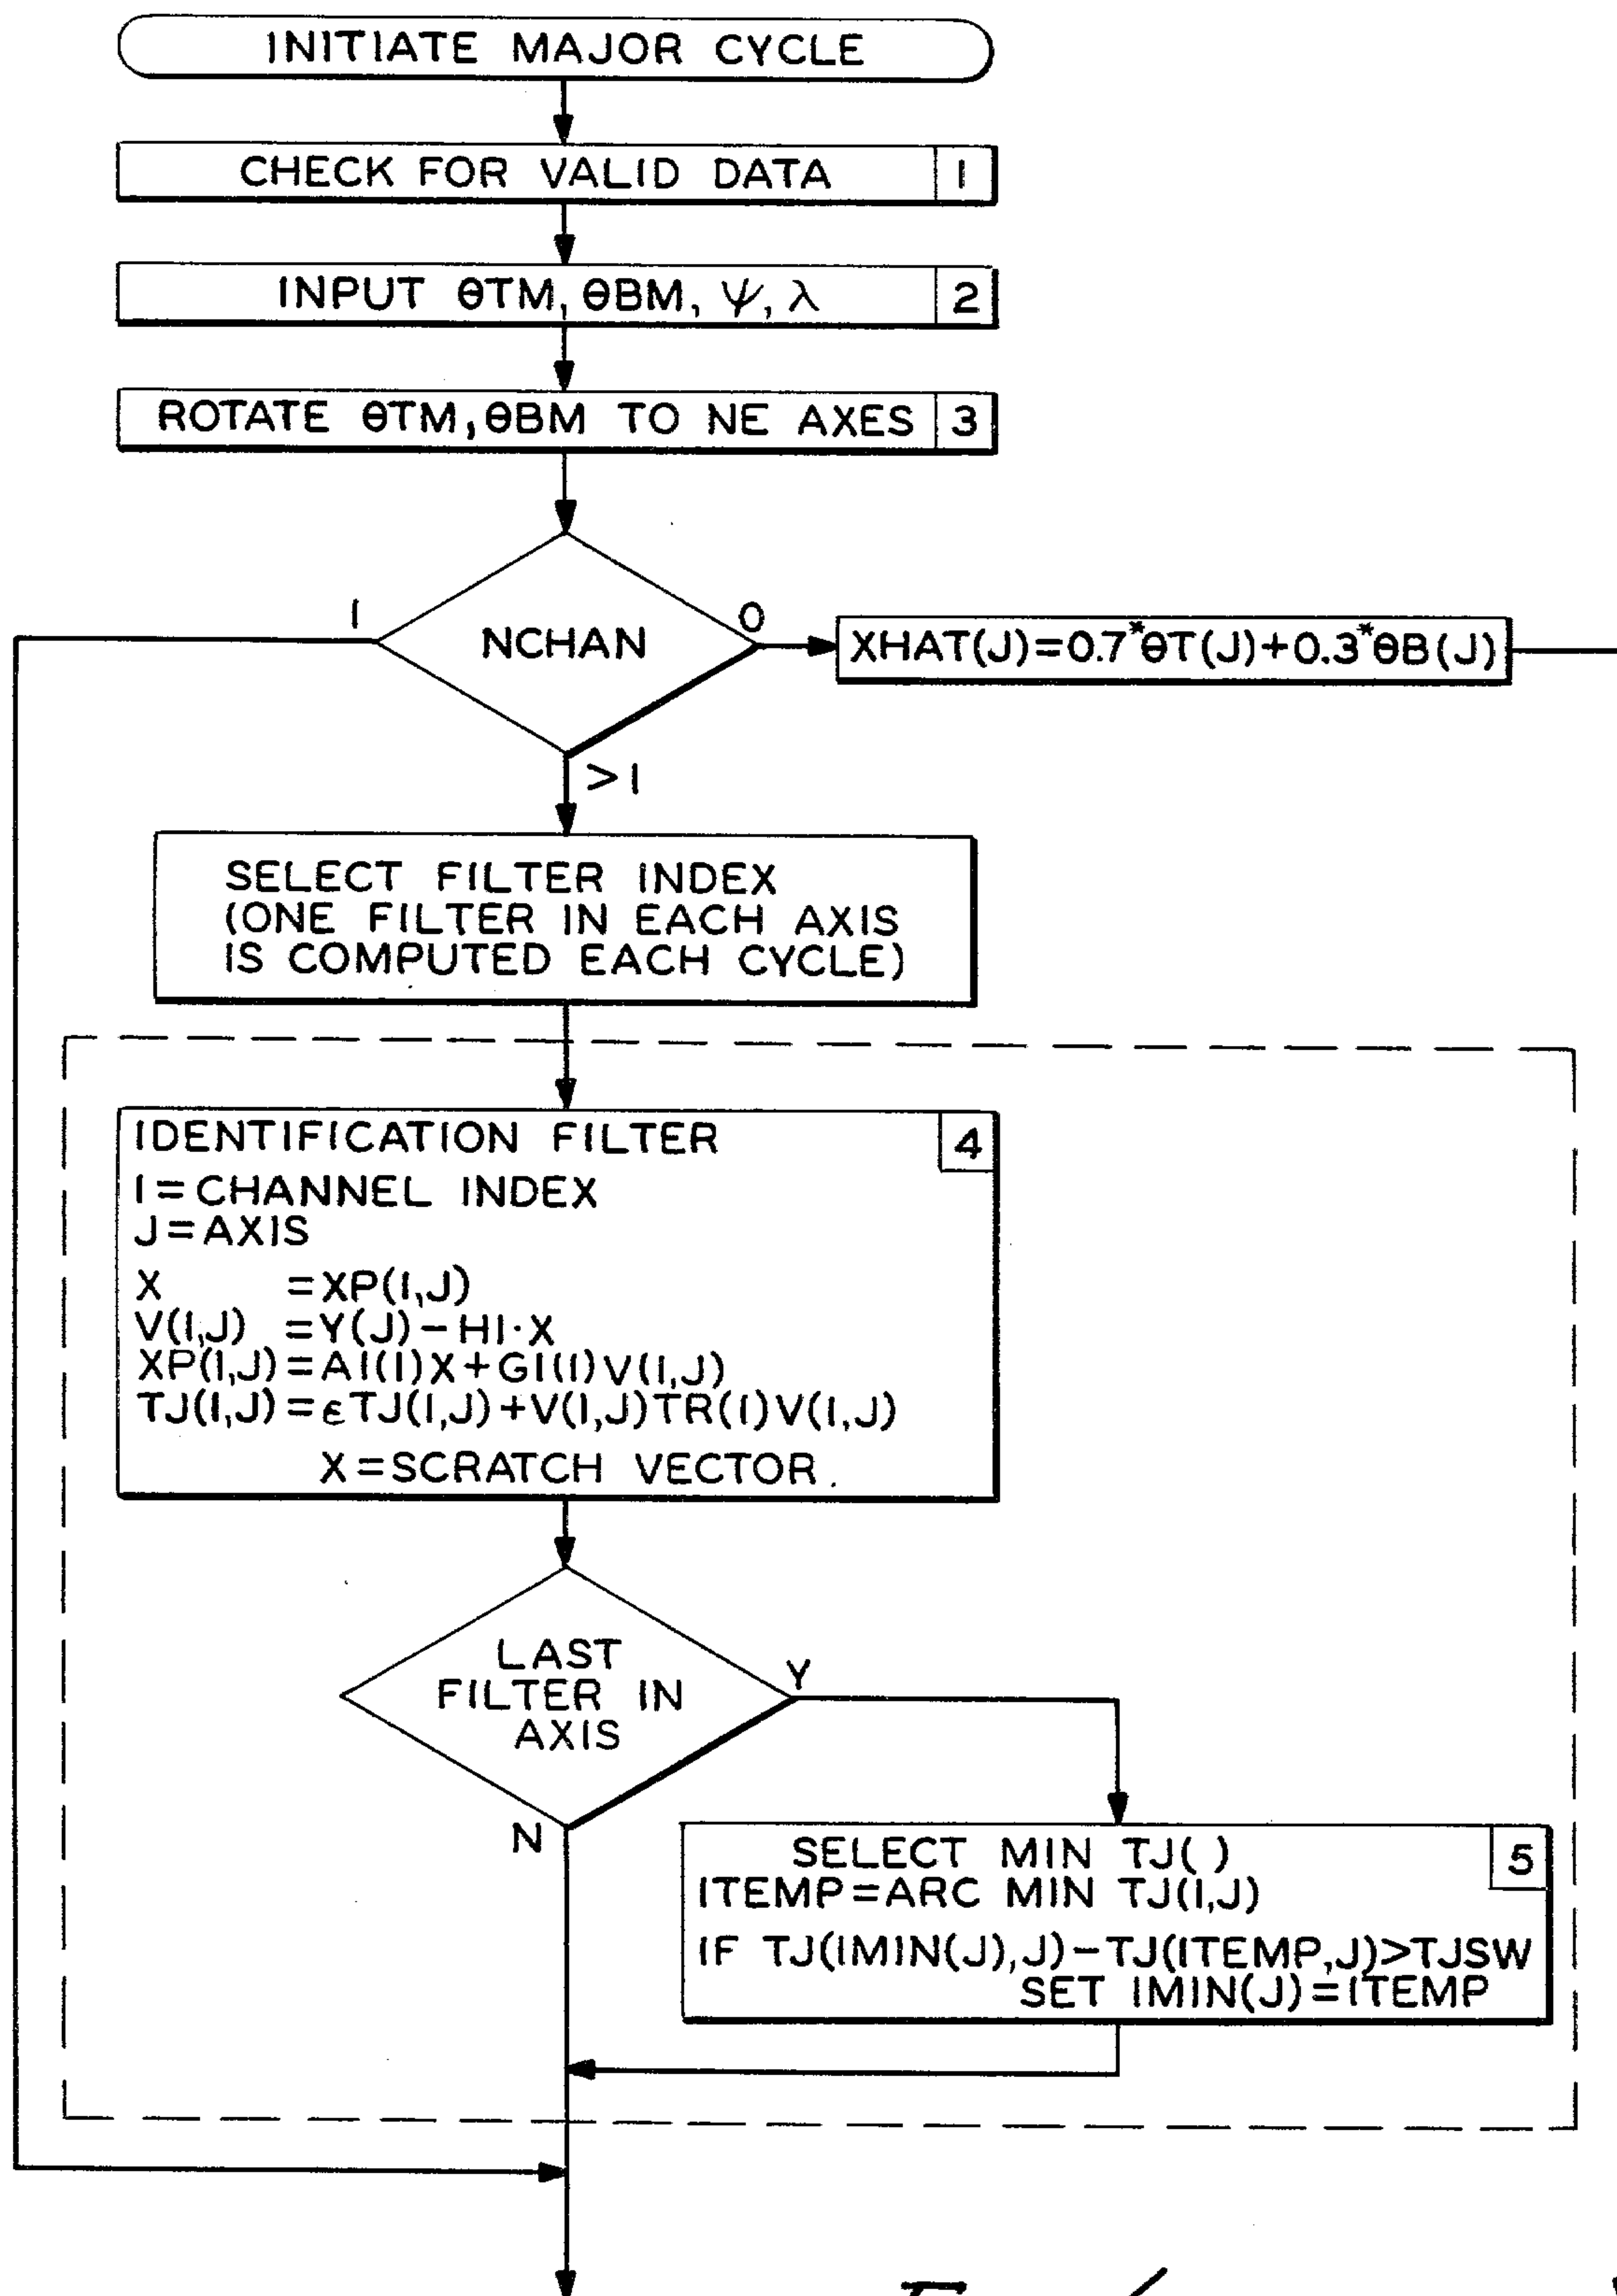 INITIATE MAJOR CYCLE
CHECK FOR VALID DATA 1
INPUT θTM, θBM, ψ, λ 2
ROTATE θTM, θBM TO NE AXES 3
1
NCHAN
0
XHAT(J)=0.7*θT(J)+0.3*θB(J)
>1
SELECT FILTER INDEX
(ONE FILTER IN EACH AXIS
IS COMPUTED EACH CYCLE)
IDENTIFICATION FILTER 4
I=CHANNEL INDEX
J=AXIS
X =XP(I,J)
V(I,J) =Y(J)-HI·X
XP(I,J)=AI(I)X+GI(I)V(I,J)
TJ(I,J)=εTJ(I,J)+V(I,J)TR(I)V(I,J)
X=SCRATCH VECTOR.
LAST
FILTER IN
AXIS
Y
N
SELECT MIN TJ( ) 5
ITEMP=ARC MIN TJ(I,J)
IF TJ(IMIN(J),J)-TJ(ITEMP,J)>TJSW
SET IMIN(J)=ITEMP